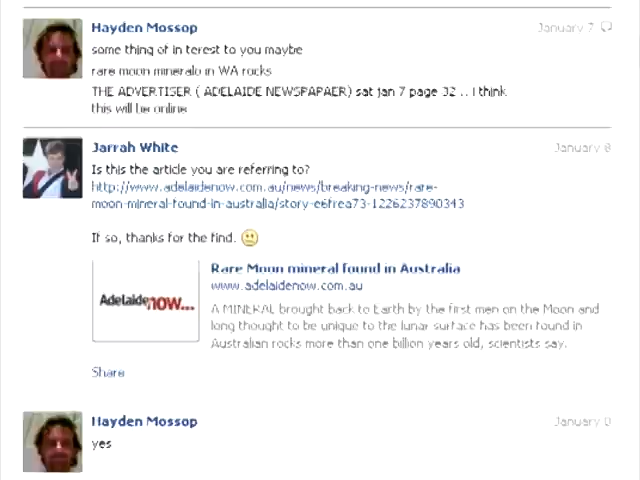 Hayden Mossop
January 7
some thing of in terest to you maybe
rare moon mineralo in WA rocks
THE ADVERTISER ( ADELAIDE NEWSPAPAER) sat jan 7 page 32 .. i think
this will be online
Jarrah White
January 8
Is this the article you are referring to?
http://www.adelaidenow.com.au/news/breaking-news/rare-
moon-mineral-found-in-australia/story-e6frea73-1226237890343
If so, thanks for the find.
Rare Moon mineral found in Australia
www.adelaidenow.com.au
AdelaideNOW...
A MINERAL brought back to Earth by the first men on the Moon and
long thought to be unique to the lunar surface has been found in
Australian rocks more than one billion years old, scientists say.
Share
Hayden Mossop
January
yes